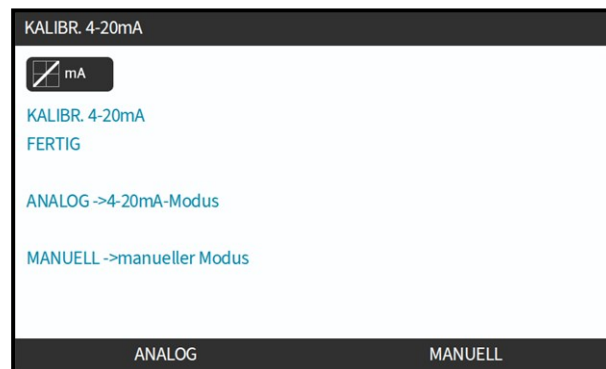 KALIBR. 4-20mA
mA
KALIBR. 4-20mA
FERTIG
ANALOG ->4-20mA-Modus
MANUELL ->manueller Modus
ANALOG MANUELL